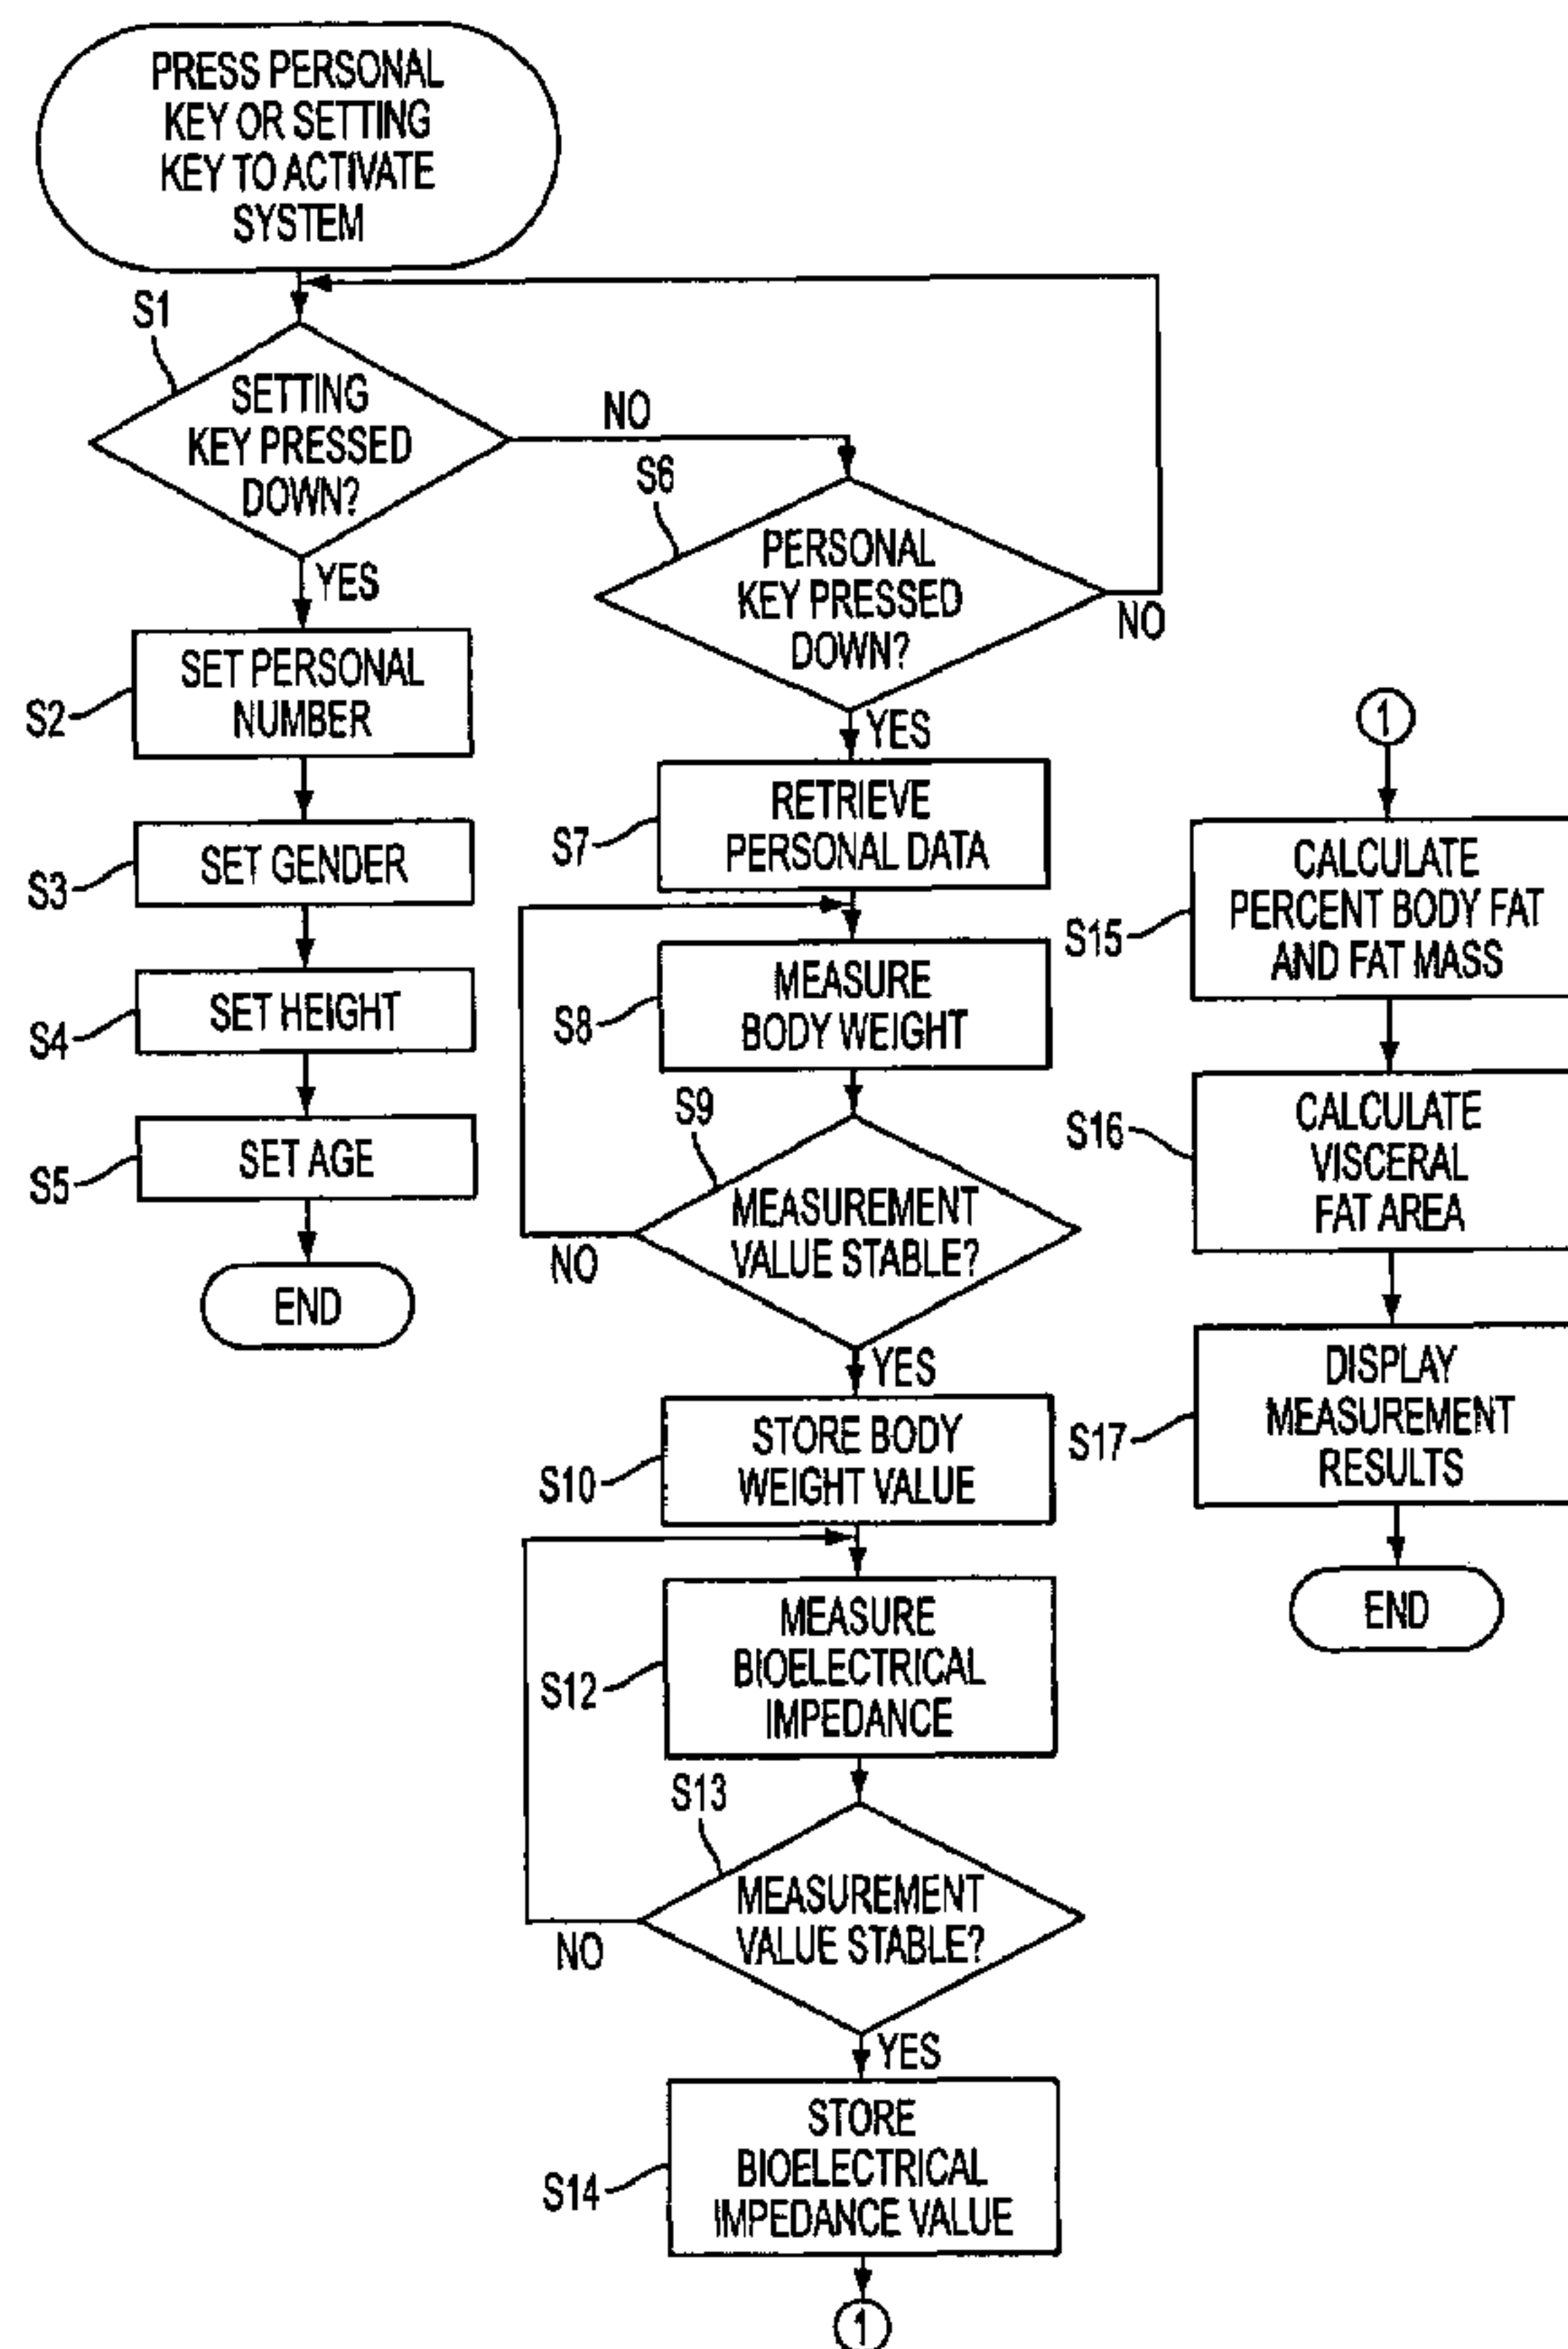 PRESS PERSONAL
KEY OR SETTING
KEY TO ACTIVATE
SYSTEM
S1
SETTING
KEY PRESSED
DOWN?
NO
YES
S2
SET PERSONAL
NUMBER
S3
SET GENDER
S4
SET HEIGHT
S5
SET AGE
END
S6
PERSONAL
KEY PRESSED
DOWN?
NO
YES
S7
RETRIEVE
PERSONAL DATA
S8
MEASURE
BODY WEIGHT
S9
MEASUREMENT
VALUE STABLE?
NO
YES
S10
STORE BODY
WEIGHT VALUE
S12
MEASURE
BIOELECTRICAL
IMPEDANCE
S13
MEASUREMENT
VALUE STABLE?
NO
YES
S14
STORE
BIOELECTRICAL
IMPEDANCE VALUE
1
1
S15
CALCULATE
PERCENT BODY FAT
AND FAT MASS
S16
CALCULATE
VISCERAL
FAT AREA
S17
DISPLAY
MEASUREMENT
RESULTS
END